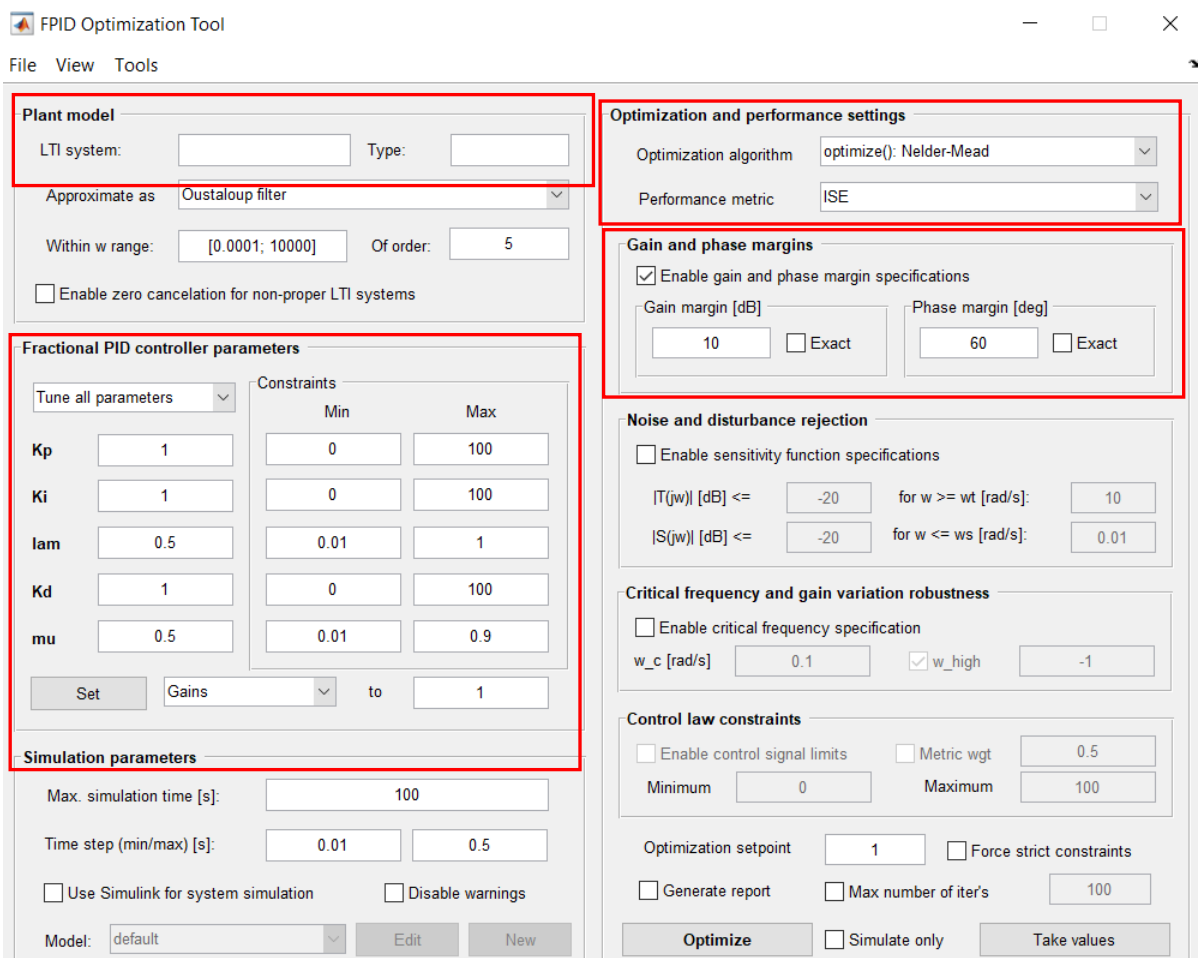 FPID Optimization Tool
File View Tools
Plant model
LTI system: Type:
Approximate as Oustaloup filter
Within w range: [0.0001; 10000] Of order: 5
Enable zero cancelation for non-proper LTI systems
Fractional PID controller parameters
Tune all parameters
Constraints
Min Max
Kp 1 0 100
Ki 1 0 100
lam 0.5 0.01 1
Kd 1 0 100
mu 0.5 0.01 0.9
Set Gains to 1
Simulation parameters
Max. simulation time [s]: 100
Time step (min/max) [s]: 0.01 0.5
Use Simulink for system simulation Disable warnings
Model: default Edit New
Optimization and performance settings
Optimization algorithm optimize(): Nelder-Mead
Performance metric ISE
Gain and phase margins
Enable gain and phase margin specifications
Gain margin [dB] Phase margin [deg]
10 Exact 60 Exact
Noise and disturbance rejection
Enable sensitivity function specifications
|T(jw)| [dB] <= -20 for w >= wt [rad/s]: 10
|S(jw)| [dB] <= -20 for w <= ws [rad/s]: 0.01
Critical frequency and gain variation robustness
Enable critical frequency specification
w_c [rad/s] 0.1 w_high -1
Control law constraints
Enable control signal limits Metric wgt 0.5
Minimum 0 Maximum 100
Optimization setpoint 1 Force strict constraints
Generate report Max number of iter's 100
Optimize Simulate only Take values